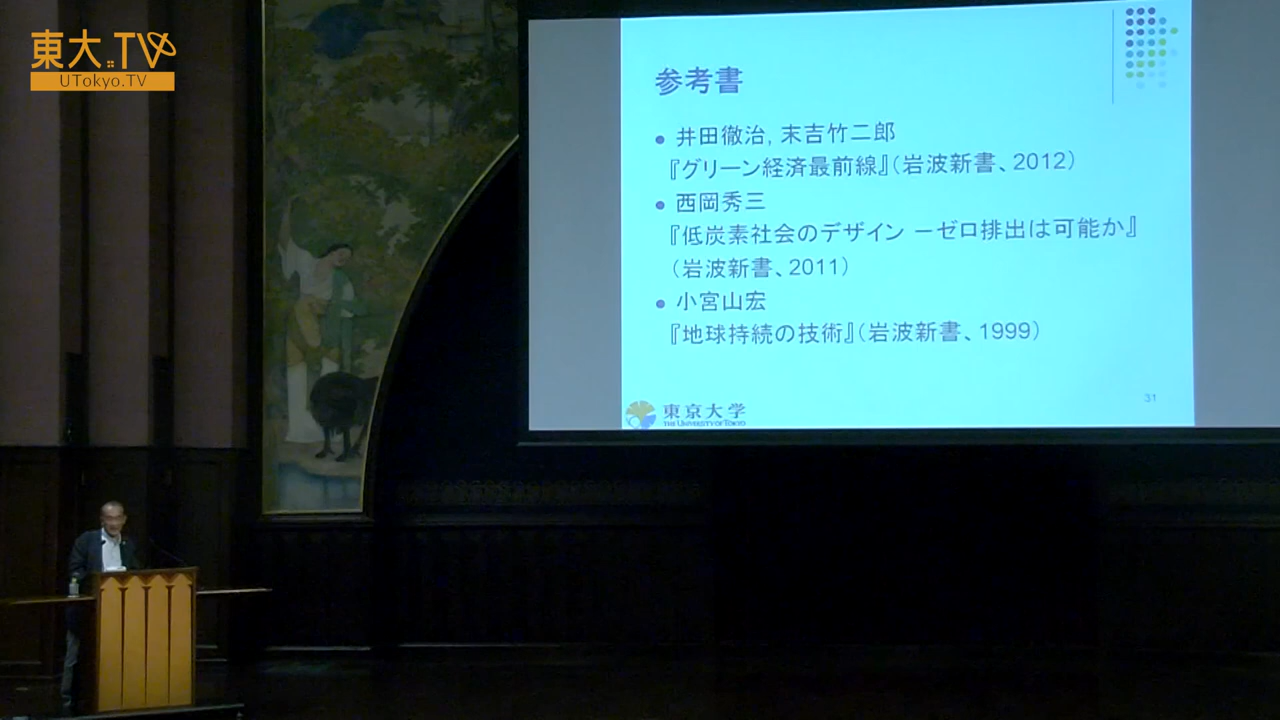 東大TV
UTokyo.TV
参考書
井田徹治, 末吉竹二郎
『グリーン経済最前線』（岩波新書、2012）
西岡秀三
『低炭素社会のデザイン －ゼロ排出は可能か』
（岩波新書、2011）
小宮山宏
『地球持続の技術』（岩波新書、1999）
31
東京大学
THE UNIVERSITY OF TOKYO